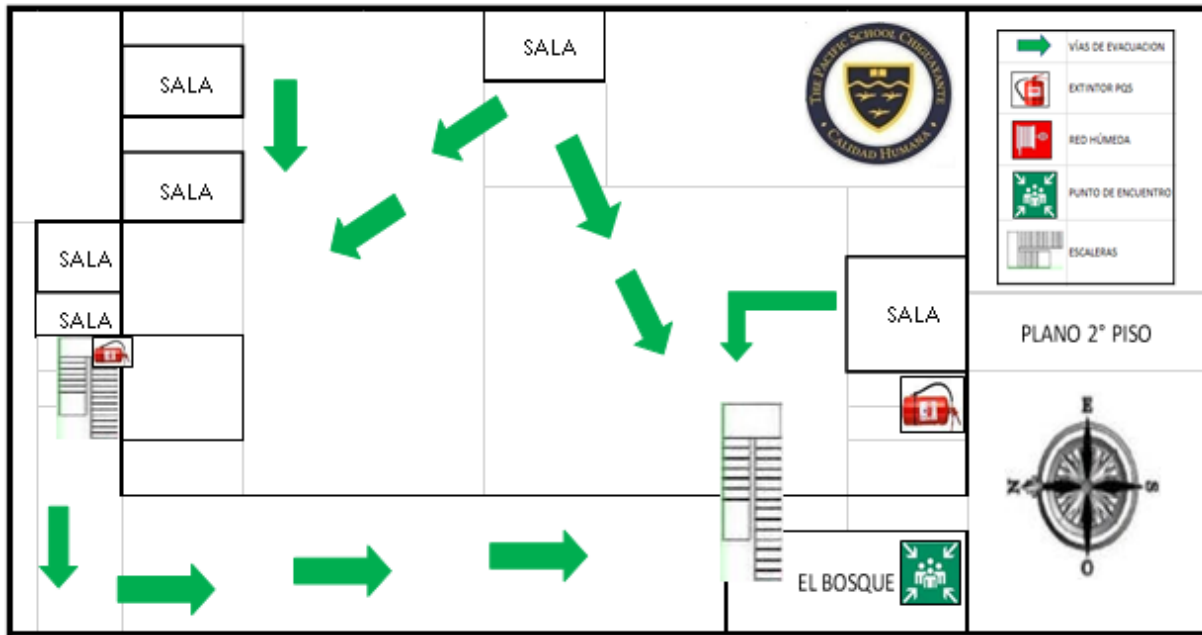 SALA
SALA
SALA
SALA
SALA
SALA
THE PACIFIC SCHOOL CHIGUAYANTE
• CALIDAD HUMANA •
VÍAS DE EVACUACION
EXTINTOR PQS
RED HÚMEDA
PUNTO DE ENCUENTRO
ESCALERAS
PLANO 2° PISO
E
N
S
O
EL BOSQUE